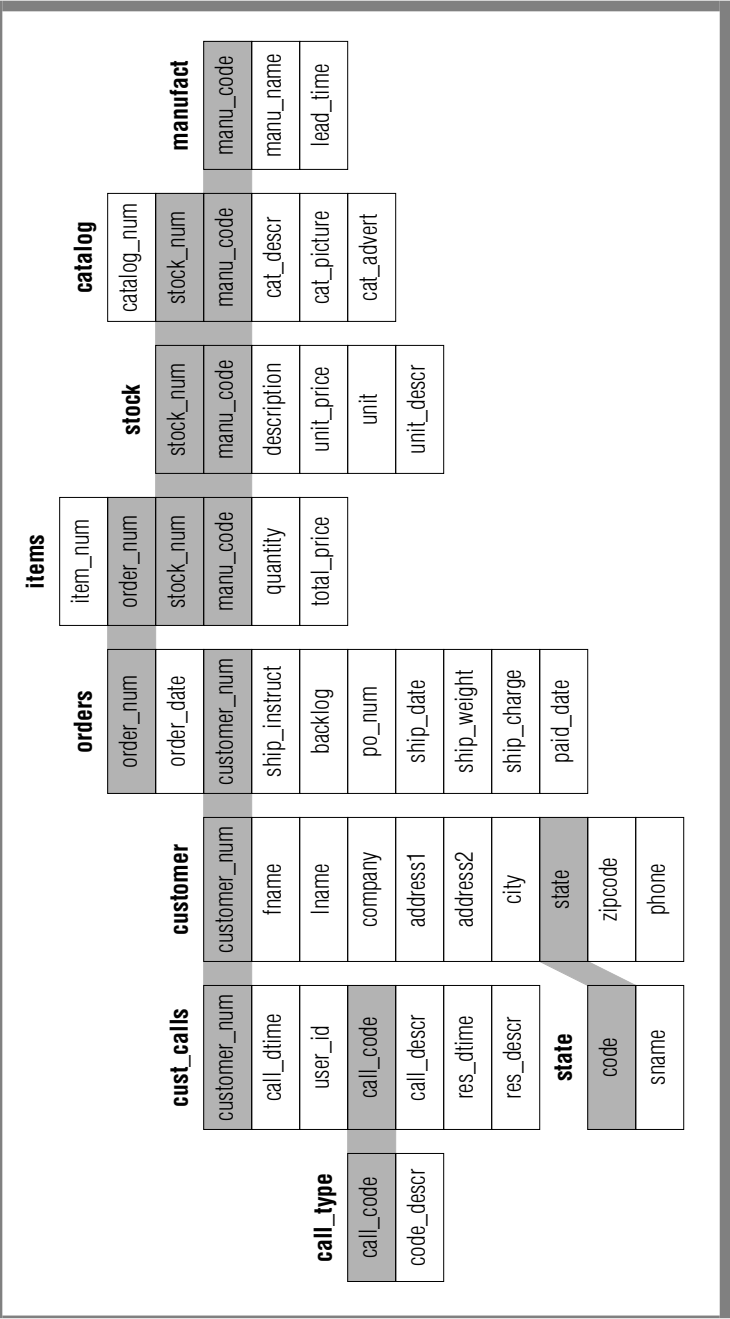 call_type
call_code
code_descr
cust_calls
customer_num
call_dtime
user_id
call_code
call_descr
res_dtime
res_descr
state
code
sname
customer
customer_num
fname
lname
company
address1
address2
city
state
zipcode
phone
orders
order_num
order_date
customer_num
ship_instruct
backlog
po_num
ship_date
ship_weight
ship_charge
paid_date
items
item_num
order_num
stock_num
manu_code
quantity
total_price
stock
stock_num
manu_code
description
unit_price
unit
unit_descr
catalog
catalog_num
stock_num
manu_code
cat_descr
cat_picture
cat_advert
manufact
manu_code
manu_name
lead_time